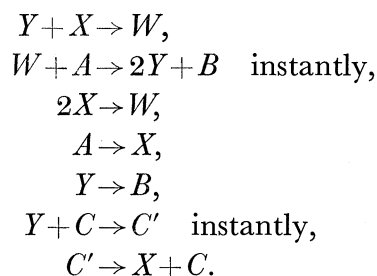 Y+X→W,
W+A→2Y+B instantly,
2X→W,
A→X,
Y→B,
Y+C→C′ instantly,
C′→X+C.